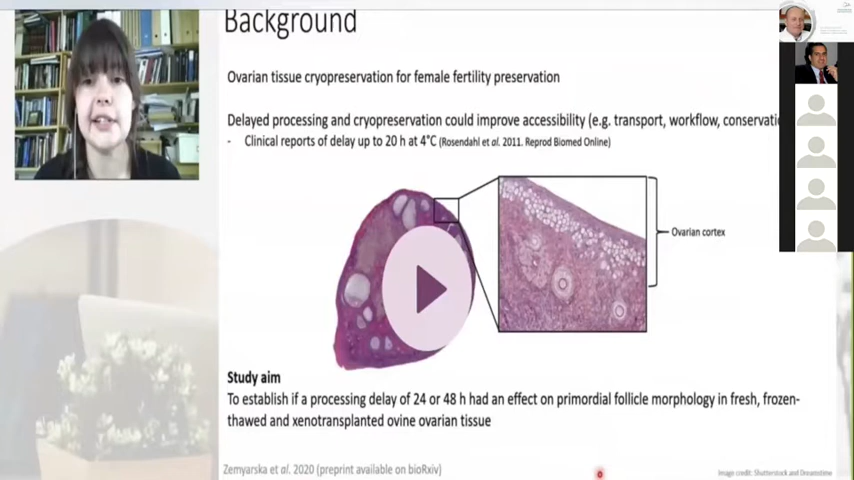 Background
Ovarian tissue cryopreservation for female fertility preservation
Delayed processing and cryopreservation could improve accessibility (e.g. transport, workflow, conservati
- Clinical reports of delay up to 20 h at 4°C (Rosendahl et al. 2011. Reprod Biomed Online)
Ovarian cortex
Study aim
To establish if a processing delay of 24 or 48 h had an effect on primordial follicle morphology in fresh, frozen-
thawed and xenotransplanted ovine ovarian tissue
Zemyarska et al. 2020 (preprint available on bioRxiv)
Image credit: Shutterstock and Dreamstime